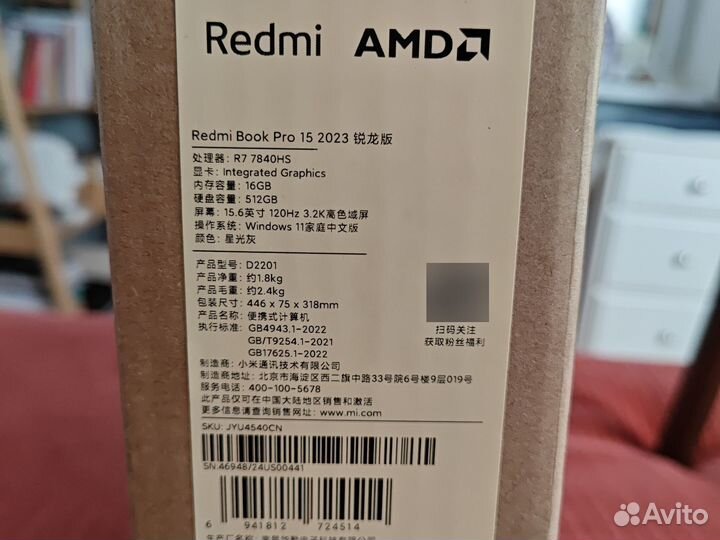 Redmi AMD
Redmi Book Pro 15 2023 锐龙版
处理器: R7 7840HS
显卡: Integrated Graphics
内存容量: 16GB
硬盘容量: 512GB
屏幕: 15.6英寸 120Hz 3.2K高色域屏
操作系统: Windows 11家庭中文版
颜色: 星光灰
产品型号: D2201
产品净重: 约1.8kg
产品毛重: 约2.4kg
包装尺寸: 446 x 75 x 318mm
产品名称: 便携式计算机
执行标准: GB4943.1-2022
GB/T9254.1-2021
GB17625.1-2022
扫码关注
获取粉丝福利
制造商: 小米通讯技术有限公司
制造商地址: 北京市海淀区西二旗中路33号院6号楼9层019号
服务电话: 400-100-5678
此产品仅可在中国大陆地区销售和激活
更多信息请查询销售网址: www.mi.com
SKU: JYU4540CN
SN:46948/24US00441
6 941812 724514
生产厂名称:
Avito